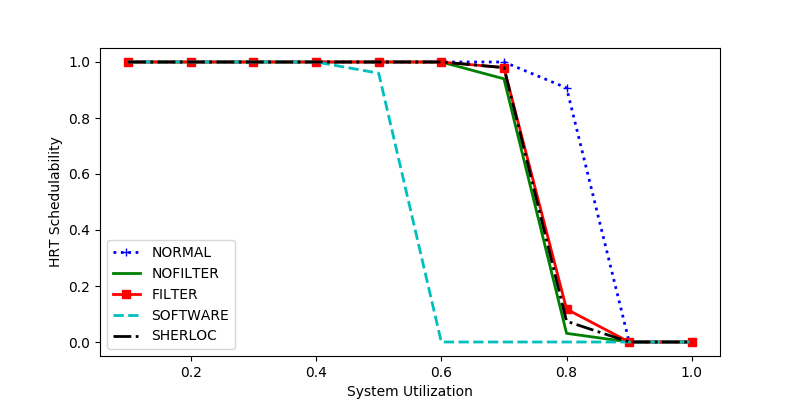 1.0
0.8
0.6
0.4
0.2
0.0
HRT Schedulability
NORMAL
NOFILTER
FILTER
SOFTWARE
SHERLOC
0.2 0.4 0.6 0.8 1.0
System Utilization